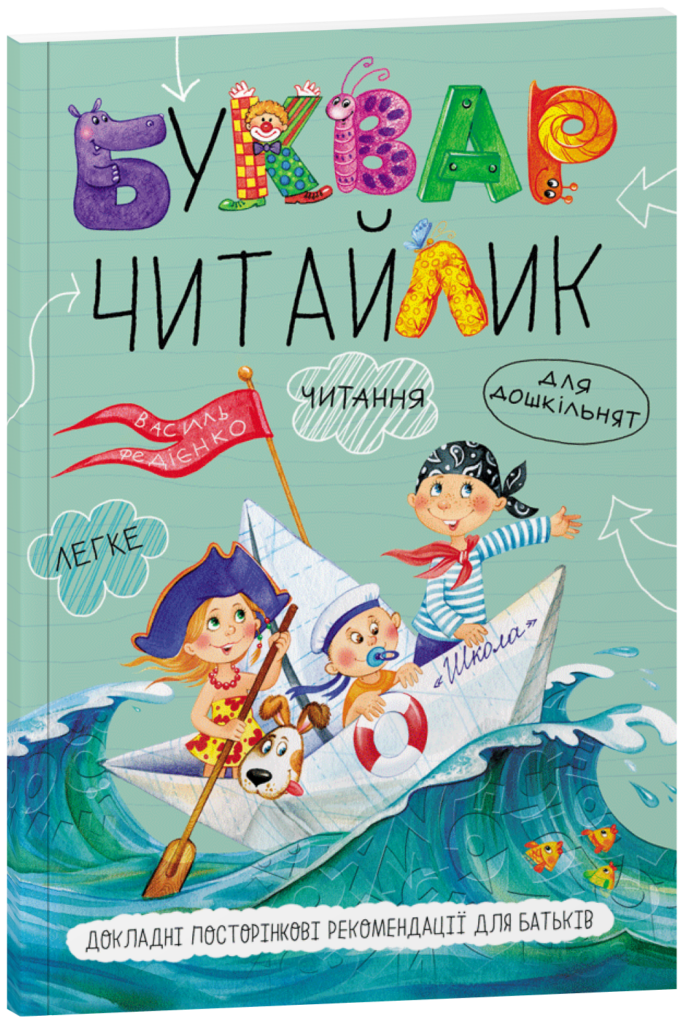 БУКВАР
ЧИТАЙЛИК
ЧИТАННЯ
ДЛЯ
ДОШКІЛЬНЯТ
ВАСИЛЬ
ФЕДІЄНКО
ЛЕГКЕ
«Школа»
ДОКЛАДНІ ПОСТОРІНКОВІ РЕКОМЕНДАЦІЇ ДЛЯ БАТЬКІВ